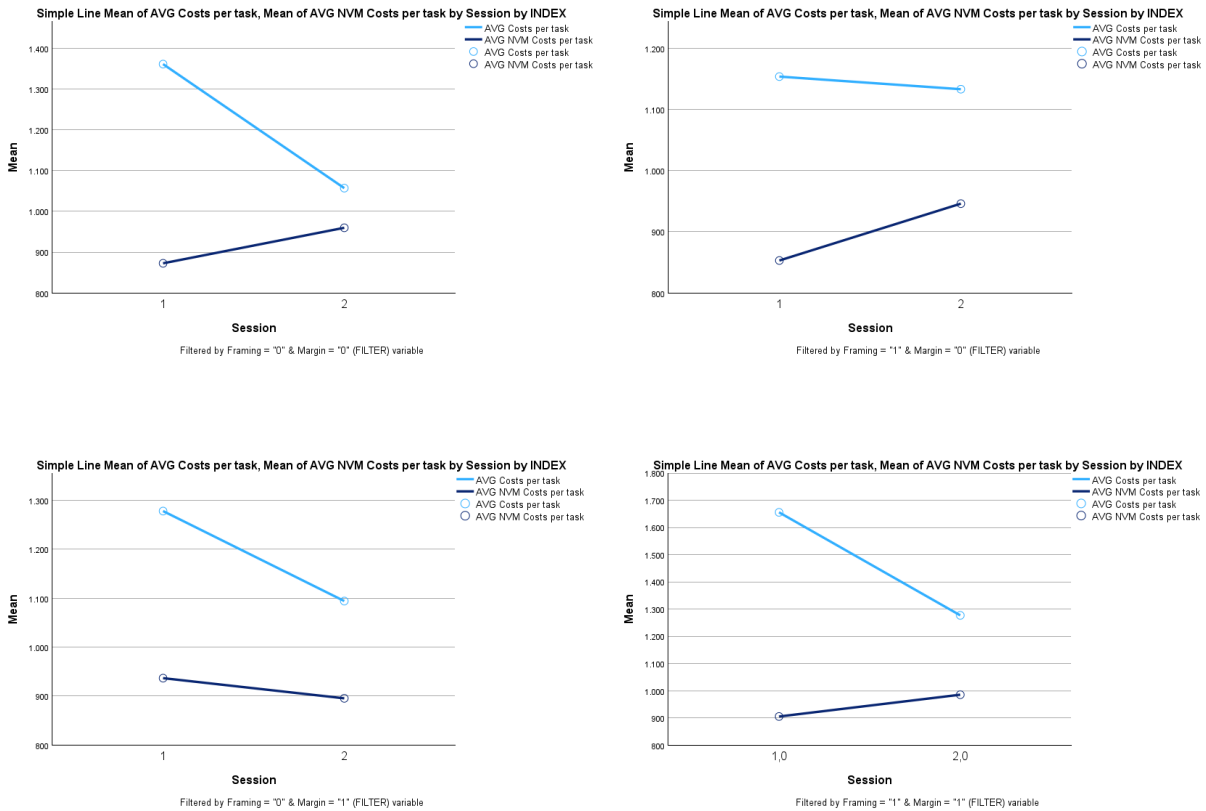 Simple Line Mean of AVG Costs per task, Mean of AVG NVM Costs per task by Session by INDEX
AVG Costs per task
AVG NVM Costs per task
AVG Costs per task
AVG NVM Costs per task
1.400
1.300
1.200
1.100
1.000
900
800
Mean
1 2
Session
Filtered by Framing = "0" & Margin = "0" (FILTER) variable
Simple Line Mean of AVG Costs per task, Mean of AVG NVM Costs per task by Session by INDEX
AVG Costs per task
AVG NVM Costs per task
AVG Costs per task
AVG NVM Costs per task
1.200
1.100
1.000
900
800
Mean
1 2
Session
Filtered by Framing = "1" & Margin = "0" (FILTER) variable
Simple Line Mean of AVG Costs per task, Mean of AVG NVM Costs per task by Session by INDEX
AVG Costs per task
AVG NVM Costs per task
AVG Costs per task
AVG NVM Costs per task
1.300
1.200
1.100
1.000
900
800
Mean
1 2
Session
Filtered by Framing = "0" & Margin = "1" (FILTER) variable
Simple Line Mean of AVG Costs per task, Mean of AVG NVM Costs per task by Session by INDEX
AVG Costs per task
AVG NVM Costs per task
AVG Costs per task
AVG NVM Costs per task
1.800
1.700
1.600
1.500
1.400
1.300
1.200
1.100
1.000
900
800
Mean
1,0 2,0
Session
Filtered by Framing = "1" & Margin = "1" (FILTER) variable